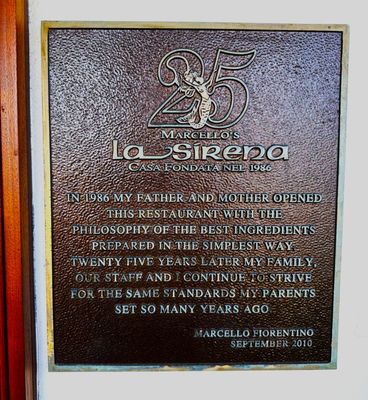 25
MARCELLO'S
La Sirena
CASA FONDATA NEL 1986
IN 1986 MY FATHER AND MOTHER OPENED
THIS RESTAURANT WITH THE
PHILOSOPHY OF THE BEST INGREDIENTS
PREPARED IN THE SIMPLEST WAY
TWENTY FIVE YEARS LATER MY FAMILY,
OUR STAFF AND I CONTINUE TO STRIVE
FOR THE SAME STANDARDS MY PARENTS
SET SO MANY YEARS AGO
MARCELLO FIORENTINO
SEPTEMBER 2010